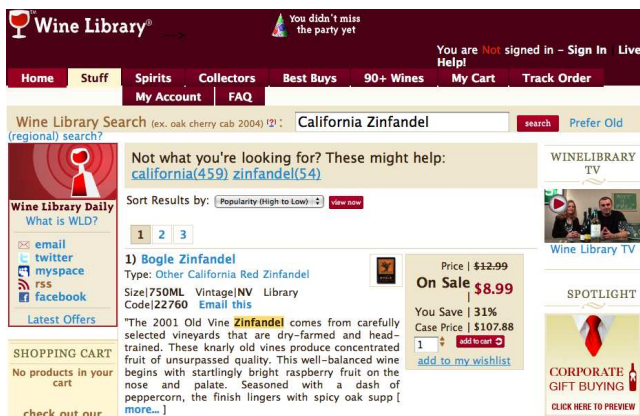 Wine Library®
You didn't miss
the party yet
You are Not signed in – Sign In Live
Help!
Home Stuff Spirits Collectors Best Buys 90+ Wines My Cart Track Order
My Account FAQ
Wine Library Search (ex. oak cherry cab 2004) [?] : California Zinfandel search Prefer Old
(regional) search?
Wine Library Daily
What is WLD?
email
twitter
myspace
rss
facebook
Latest Offers
SHOPPING CART
No products in your
cart
check out our
Not what you're looking for? These might help:
california(459) zinfandel(54)
Sort Results by: Popularity (High to Low) view now
1 2 3
1) Bogle Zinfandel
Type: Other California Red Zinfandel
Size|750ML Vintage|NV Library
Code|22760 Email this
"The 2001 Old Vine Zinfandel comes from carefully
selected vineyards that are dry-farmed and head-
trained. These knarly old vines produce concentrated
fruit of unsurpassed quality. This well-balanced wine
begins with startlingly bright raspberry fruit on the
nose and palate. Seasoned with a dash of
peppercorn, the finish lingers with spicy oak supp [
more... ]
Price | $12.99
On Sale | $8.99
You Save | 31%
Case Price | $107.88
1 add to cart
add to my wishlist
WINELIBRARY
TV
Wine Library TV
SPOTLIGHT
CORPORATE
GIFT BUYING
CLICK HERE TO PREVIEW